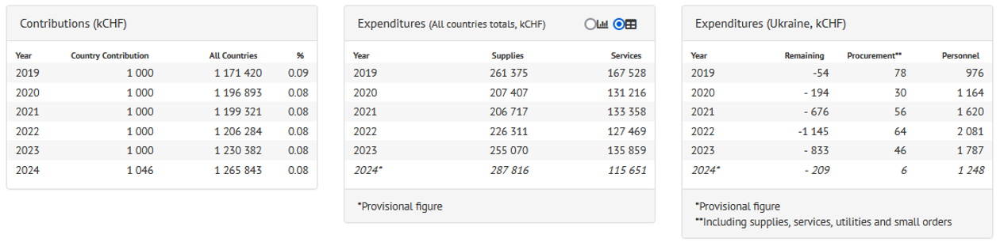 Contributions (kCHF)
Year Country Contribution All Countries %
2019 1 000 1 171 420 0.09
2020 1 000 1 196 893 0.08
2021 1 000 1 199 321 0.08
2022 1 000 1 206 284 0.08
2023 1 000 1 230 382 0.08
2024 1 046 1 265 843 0.08
Expenditures (All countries totals, kCHF)
Year Supplies Services
2019 261 375 167 528
2020 207 407 131 216
2021 206 717 133 358
2022 226 311 127 469
2023 255 070 135 859
2024* 287 816 115 651
*Provisional figure
Expenditures (Ukraine, kCHF)
Year Remaining Procurement** Personnel
2019 -54 78 976
2020 - 194 30 1 164
2021 - 676 56 1 620
2022 -1 145 64 2 081
2023 - 833 46 1 787
2024* - 209 6 1 248
*Provisional figure
**Including supplies, services, utilities and small orders